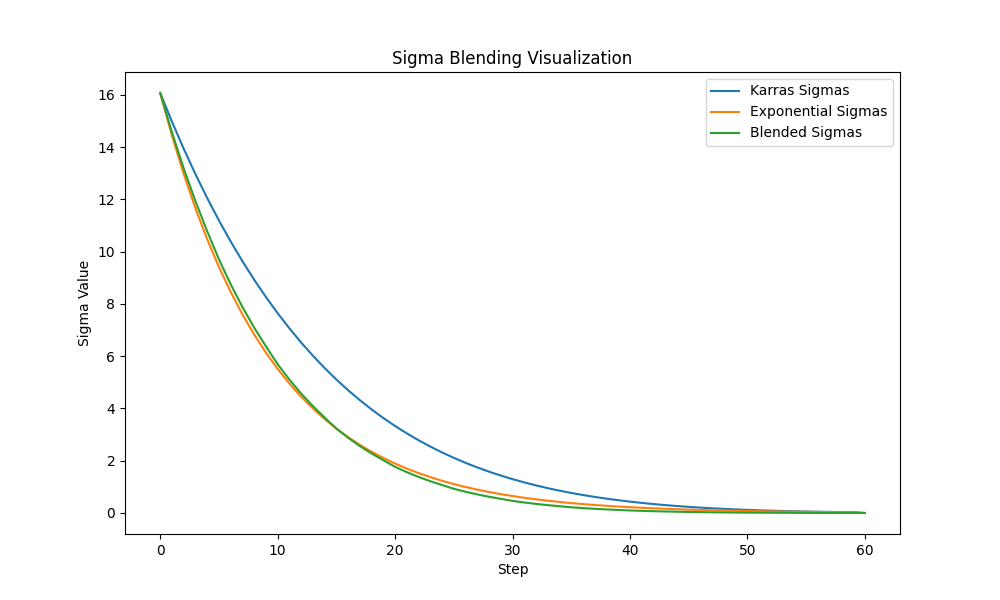 Sigma Blending Visualization
Karras Sigmas
Exponential Sigmas
Blended Sigmas
Sigma Value
16
14
12
10
8
6
4
2
0
0 10 20 30 40 50 60
Step